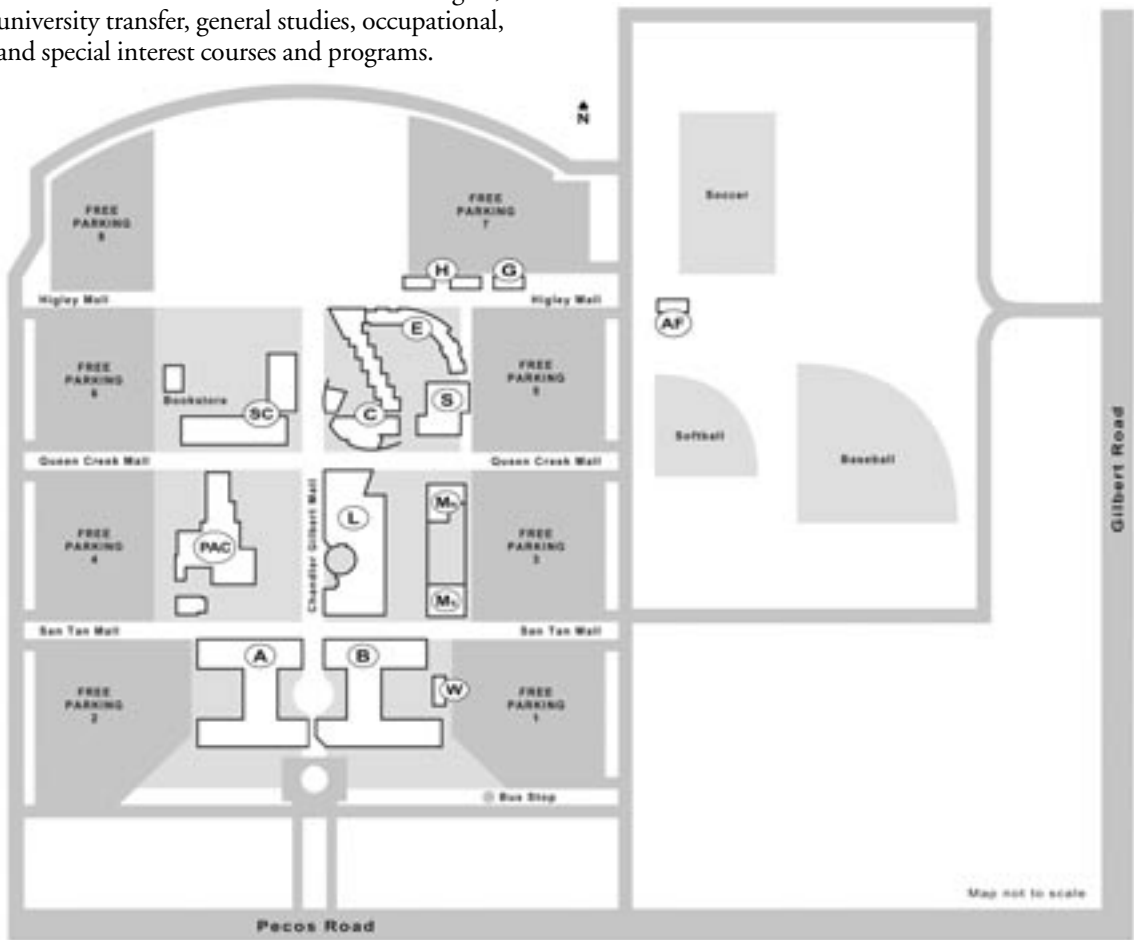 university transfer, general studies, occupational,
and special interest courses and programs.
N
Soccer
FREE
PARKING
8
FREE
PARKING
7
H
G
Higley Mall
Higley Mall
AF
E
FREE
PARKING
6
FREE
PARKING
5
Bookstore
SC
C
S
Softball
Baseball
Queen Creek Mall
Queen Creek Mall
Gilbert Road
Chandler Gilbert Mall
FREE
PARKING
4
PAC
L
FREE
PARKING
3
San Tan Mall
San Tan Mall
A
B
W
FREE
PARKING
2
FREE
PARKING
1
Bus Stop
Map not to scale
Pecos Road